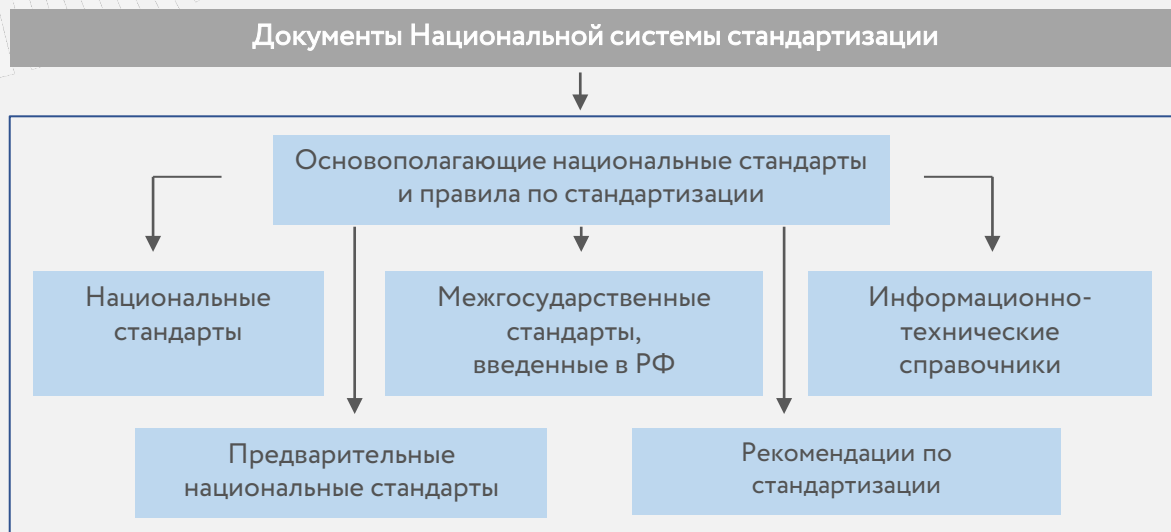 Документы Национальной системы стандартизации
Основополагающие национальные стандарты
и правила по стандартизации
Национальные
стандарты
Межгосударственные
стандарты,
введенные в РФ
Информационно-
технические
справочники
Предварительные
национальные стандарты
Рекомендации по
стандартизации